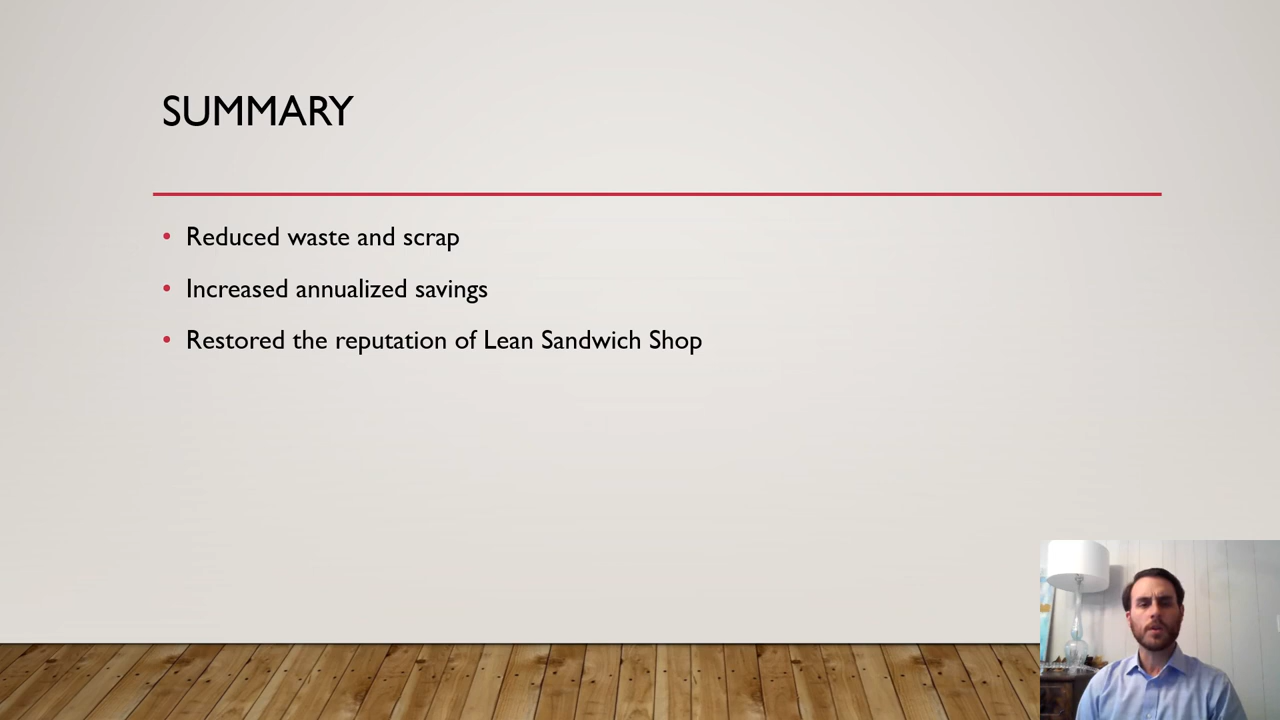 SUMMARY
Reduced waste and scrap
Increased annualized savings
Restored the reputation of Lean Sandwich Shop